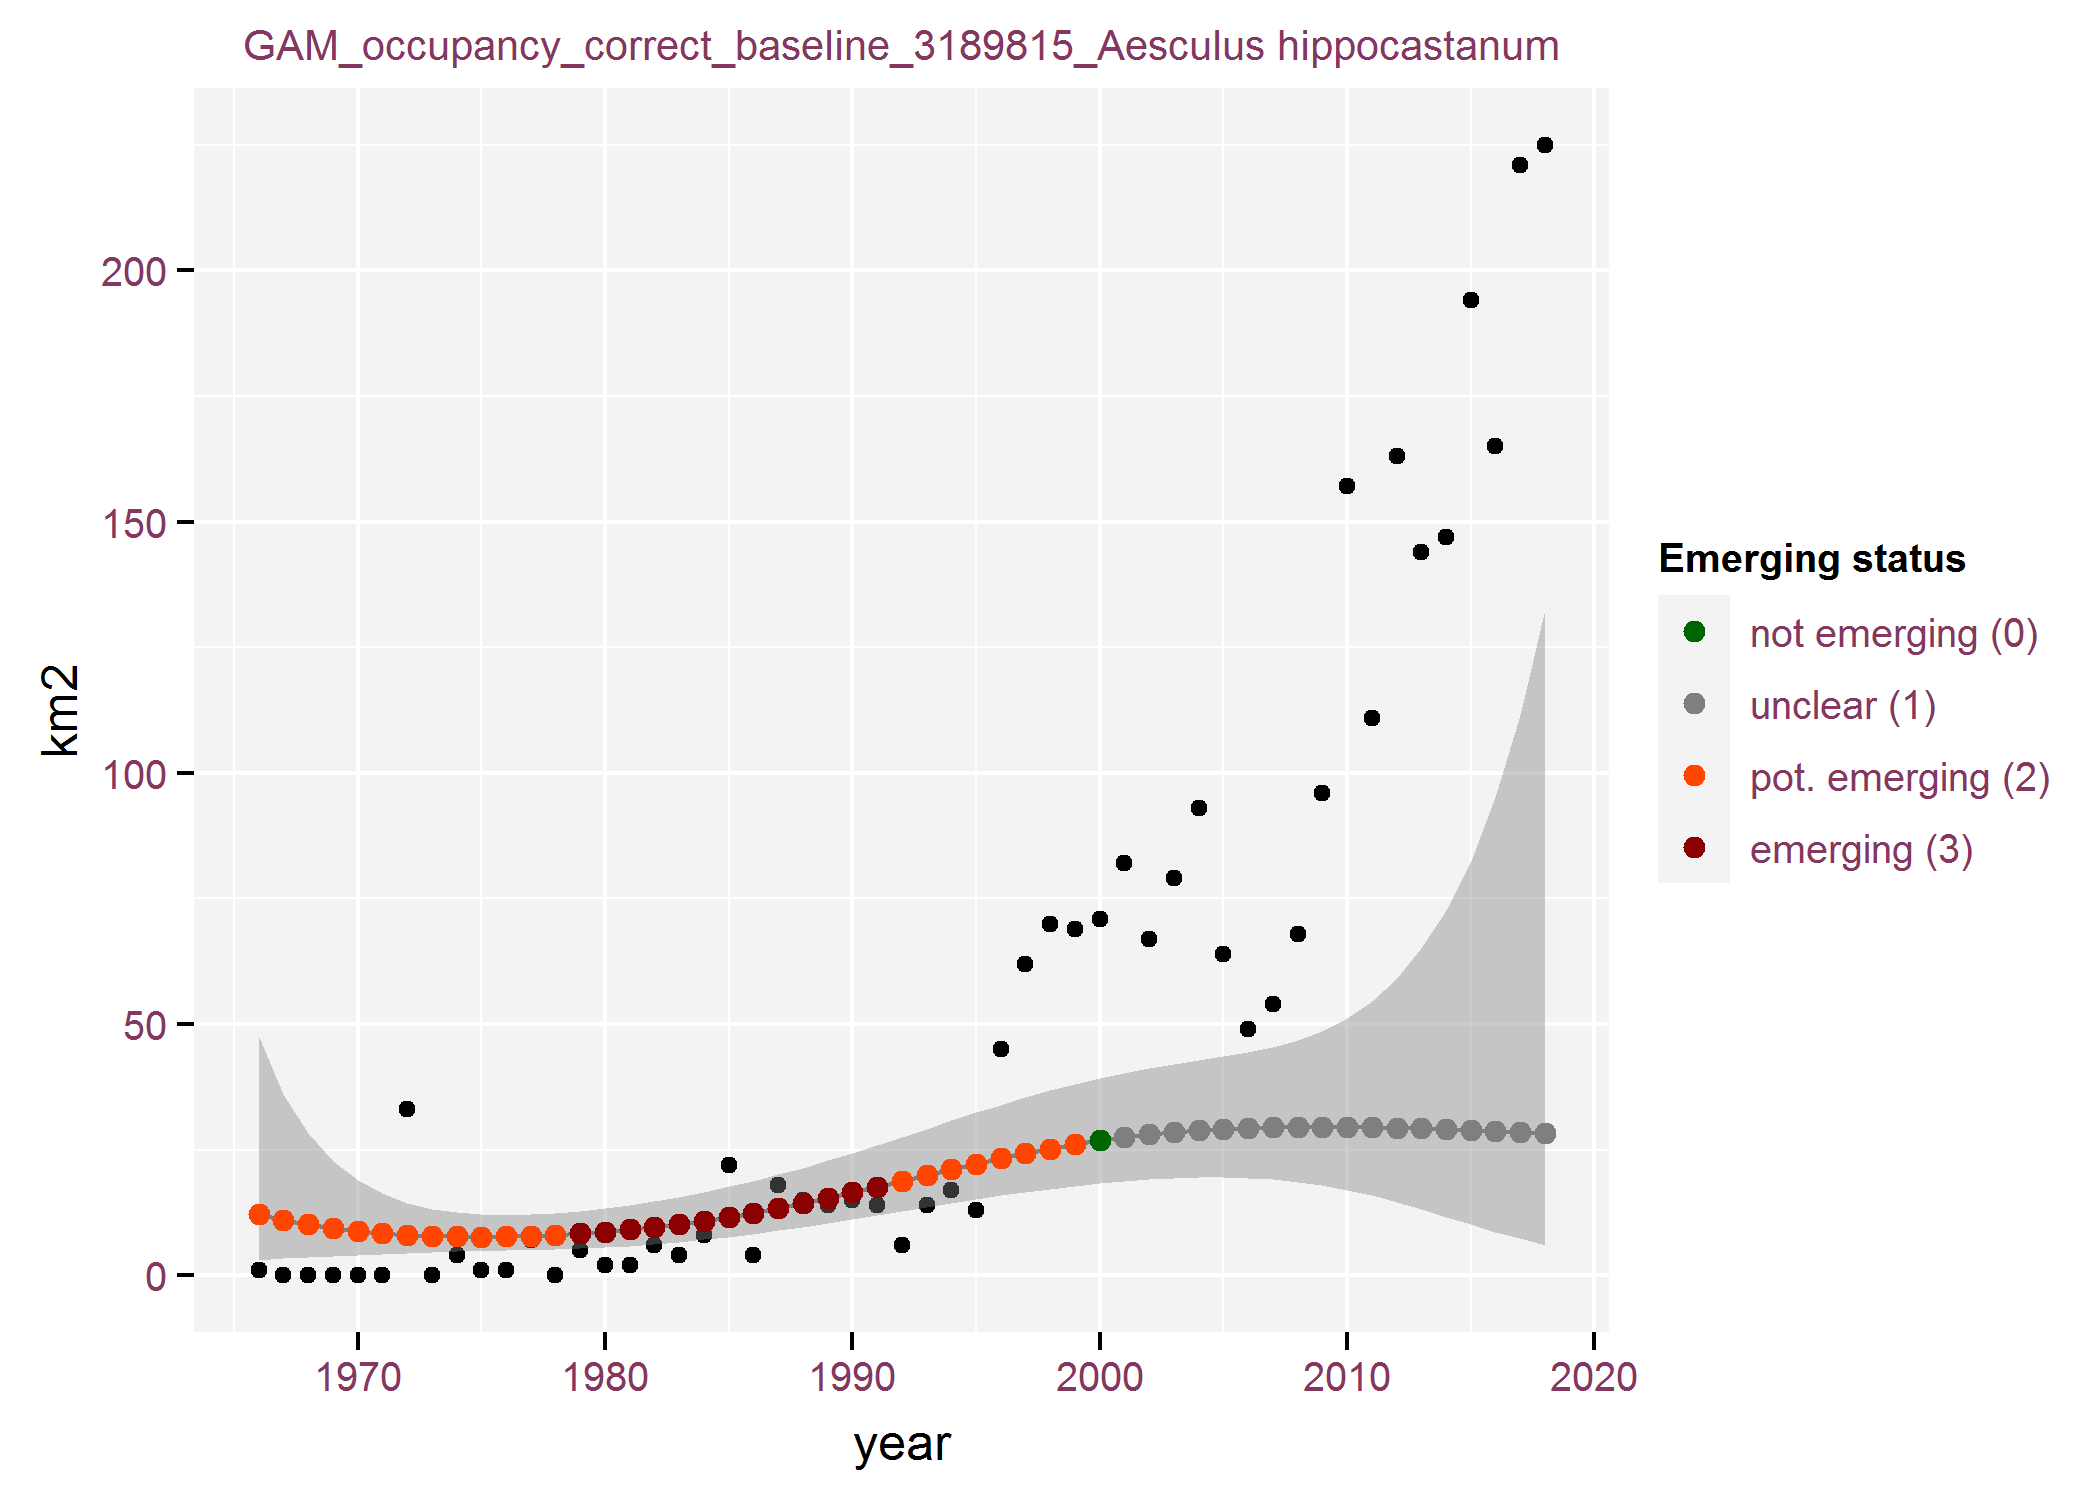 GAM_occupancy_correct_baseline_3189815_Aesculus hippocastanum
200
150
100
50
0
km2
1970 1980 1990 2000 2010 2020
year
Emerging status
not emerging (0)
unclear (1)
pot. emerging (2)
emerging (3)